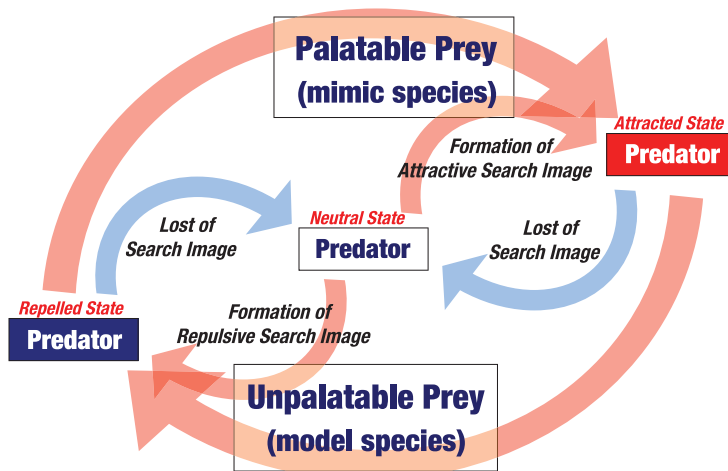 Palatable Prey
(mimic species)
Attracted State
Predator
Formation of
Attractive Search Image
Lost of
Search Image
Neutral State
Predator
Lost of
Search Image
Repelled State
Predator
Formation of
Repulsive Search Image
Unpalatable Prey
(model species)